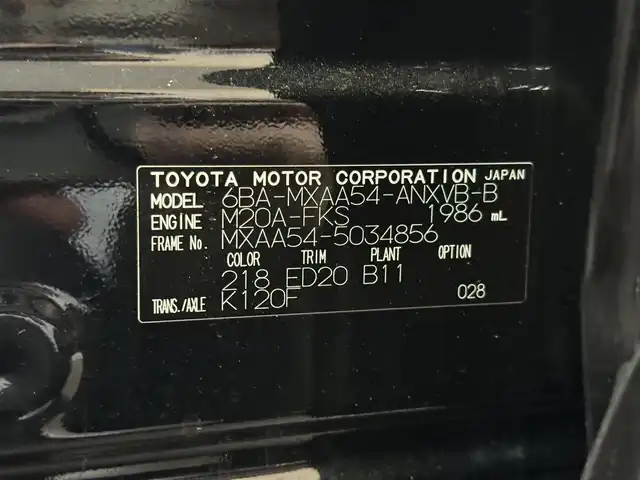 TOYOTA MOTOR CORPORATION JAPAN
MODEL 6BA-MXAA54-ANXVB-B
ENGINE M20A-FKS 1986 mL
FRAME No. MXAA54-5034856
COLOR TRIM PLANT OPTION
218 ED20 B11
TRANS./AXLE K120F 028